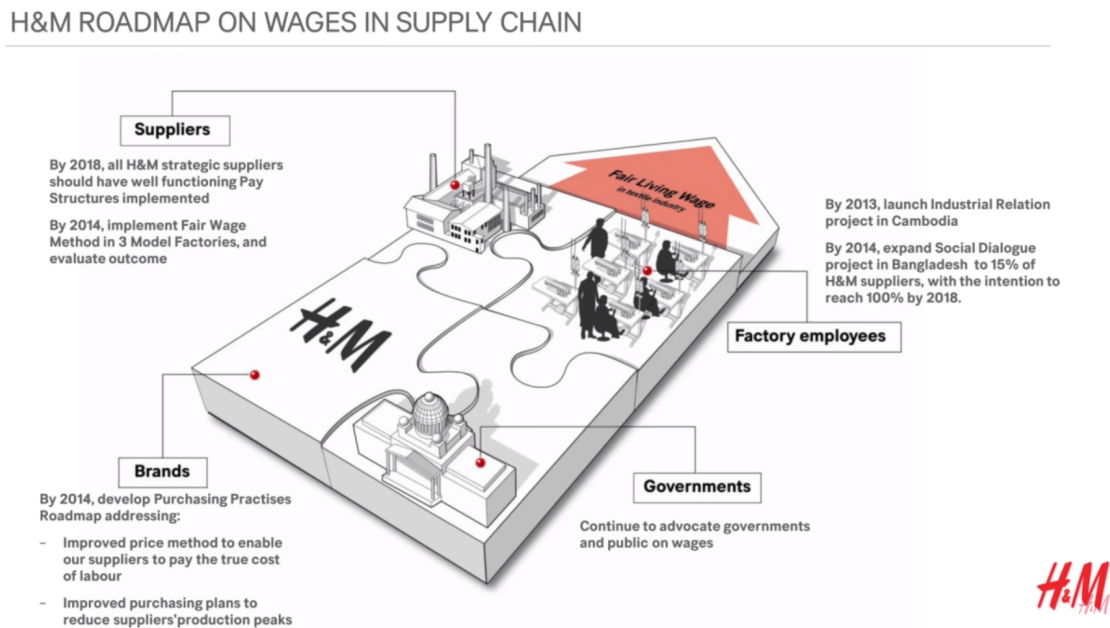 H&M ROADMAP ON WAGES IN SUPPLY CHAIN
Suppliers
By 2018, all H&M strategic suppliers
should have well functioning Pay
Structures implemented
By 2014, implement Fair Wage
Method in 3 Model Factories, and
evaluate outcome
Fair Living Wage
in textile industry
By 2013, launch Industrial Relation
project in Cambodia
By 2014, expand Social Dialogue
project in Bangladesh to 15% of
H&M suppliers, with the intention to
reach 100% by 2018.
Factory employees
H&M
Brands
By 2014, develop Purchasing Practises
Roadmap addressing:
– Improved price method to enable
our suppliers to pay the true cost
of labour
– Improved purchasing plans to
reduce suppliers'production peaks
Governments
Continue to advocate governments
and public on wages
H&M
H&M